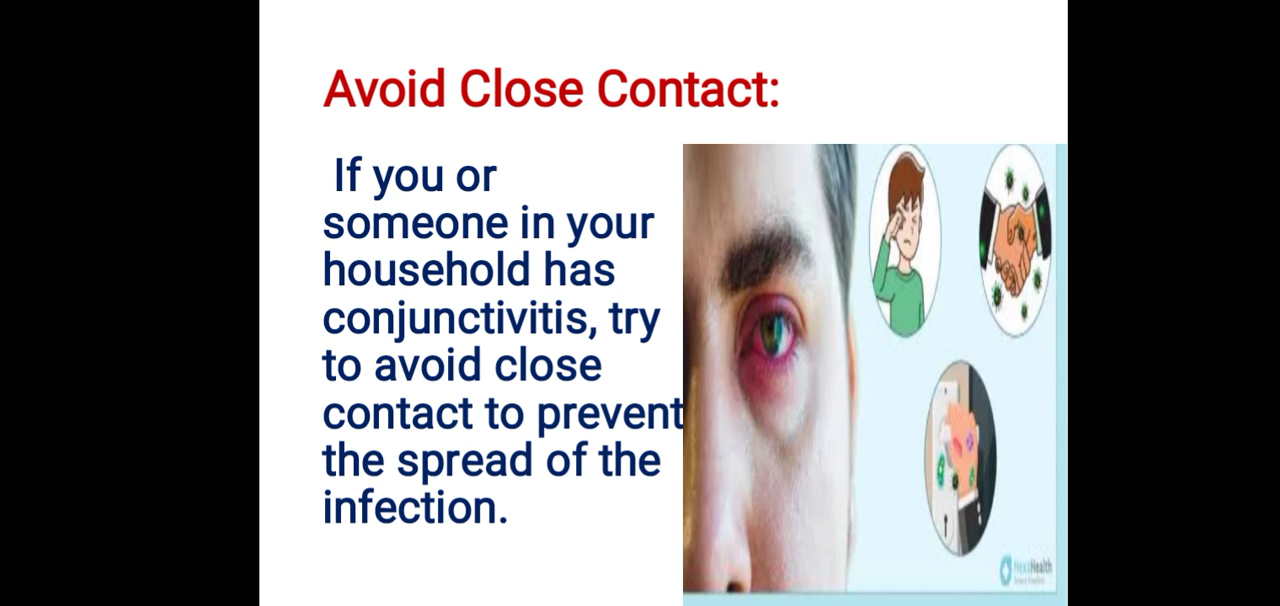 Avoid Close Contact:
If you or
someone in your
household has
conjunctivitis, try
to avoid close
contact to prevent
the spread of the
infection.
HexaHealth